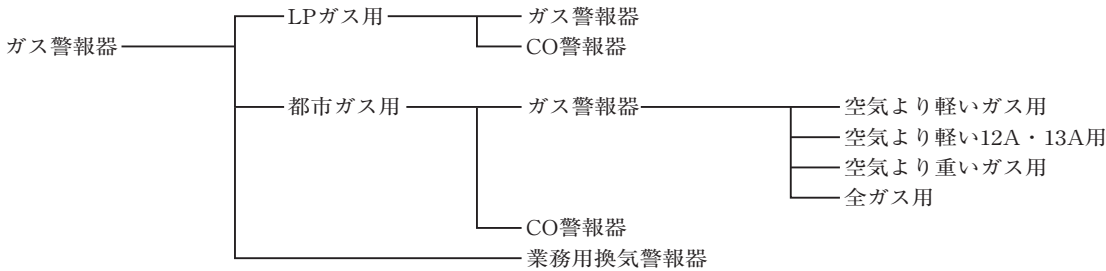 LPガス用
ガス警報器
ガス警報器
CO警報器
都市ガス用
ガス警報器
空気より軽いガス用
空気より軽い12A・13A用
空気より重いガス用
全ガス用
CO警報器
業務用換気警報器